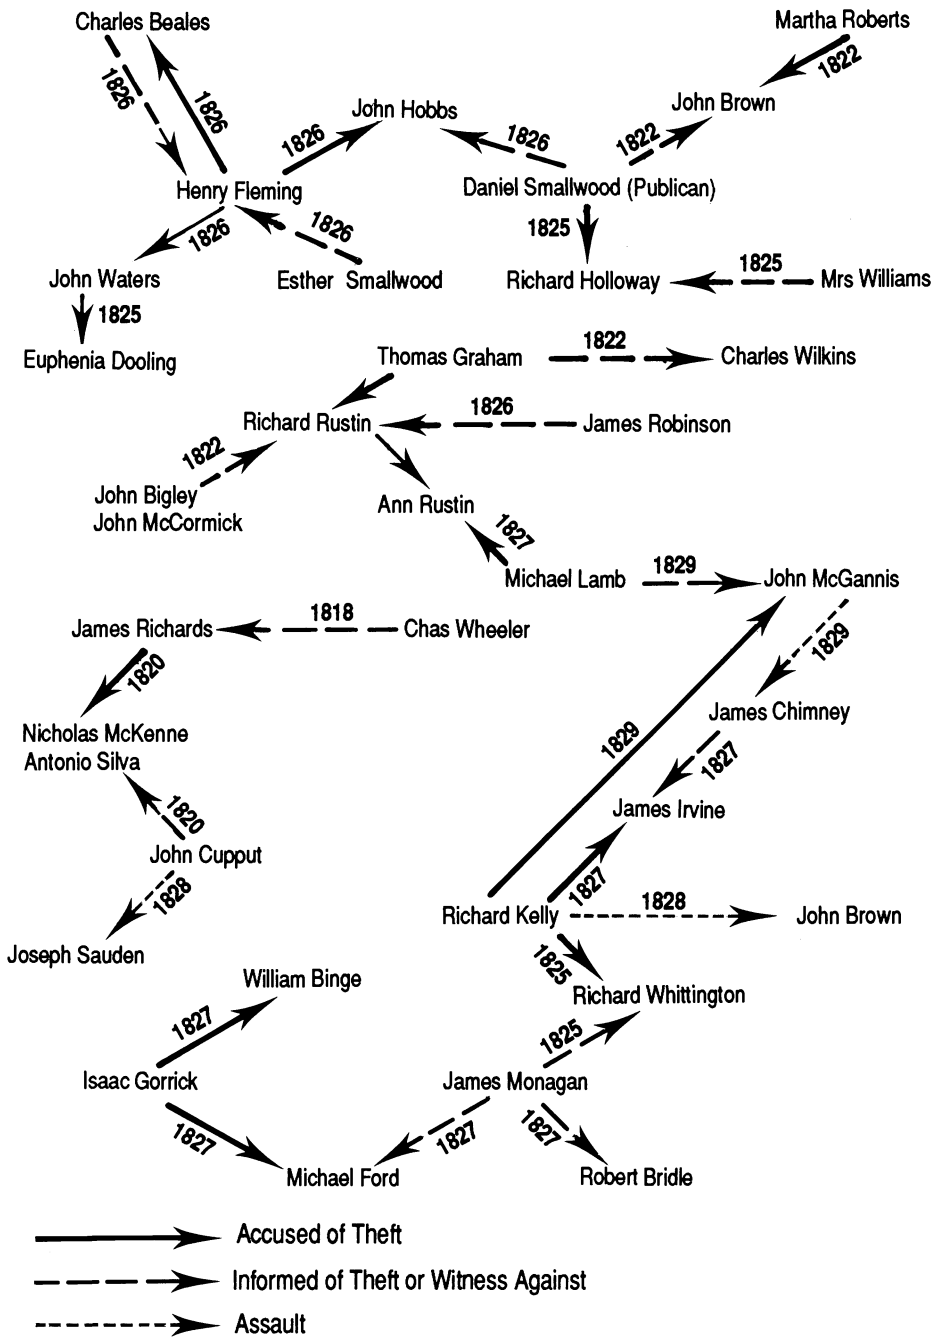 Charles Beales
Martha Roberts
1826
1826
1822
John Brown
John Hobbs
1826
1826
1822
Henry Fleming
Daniel Smallwood (Publican)
1826
1826
1825
John Waters
Esther Smallwood
Richard Holloway
1825
Mrs Williams
1825
Euphenia Dooling
Thomas Graham
1822
Charles Wilkins
Richard Rustin
1826
James Robinson
1822
John Bigley
John McCormick
Ann Rustin
1827
Michael Lamb
1829
John McGannis
James Richards
1818
Chas Wheeler
1829
1820
Nicholas McKenne
Antonio Silva
James Chimney
1829
1827
1820
James Irvine
John Cupput
1828
1827
Richard Kelly
1828
John Brown
Joseph Sauden
1825
William Binge
Richard Whittington
1827
1825
Isaac Gorrick
James Monagan
1827
1827
1827
Michael Ford
Robert Bridle
Accused of Theft
Informed of Theft or Witness Against
Assault